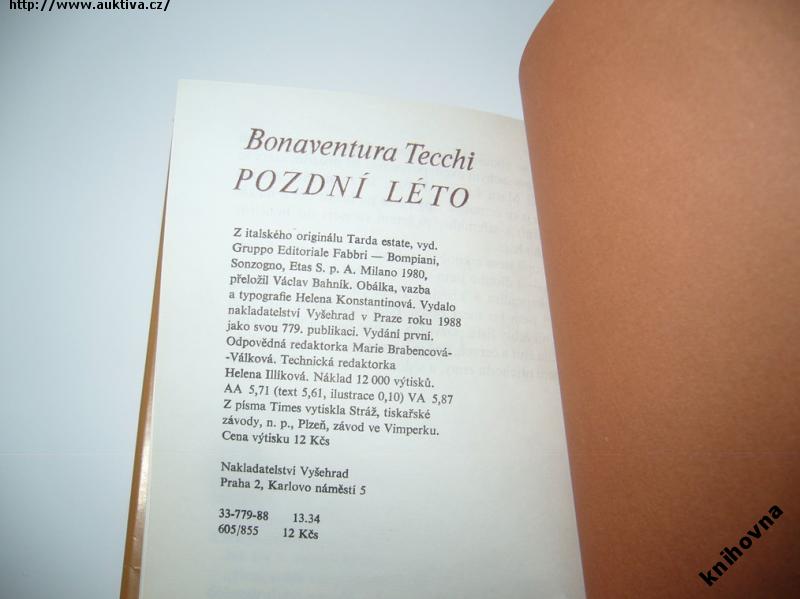 http://www.auktiva.cz/
Bonaventura Tecchi
POZDNÍ LÉTO
Z italského originálu Tarda estate, vyd.
Gruppo Editoriale Fabbri — Bompiani,
Sonzogno, Etas S. p. A. Milano 1980,
přeložil Václav Bahník. Obálka, vazba
a typografie Helena Konstantinová. Vydalo
nakladatelství Vyšehrad v Praze roku 1988
jako svou 779. publikaci. Vydání první.
Odpovědná redaktorka Marie Brabencová-
-Válková. Technická redaktorka
Helena Illíková. Náklad 12 000 výtisků.
AA 5,71 (text 5,61, ilustrace 0,10) VA 5,87
Z písma Times vytiskla Stráž, tiskařské
závody, n. p., Plzeň, závod ve Vimperku.
Cena výtisku 12 Kčs
Nakladatelství Vyšehrad
Praha 2, Karlovo náměstí 5
33-779-88 13.34
605/855 12 Kčs
knihovna